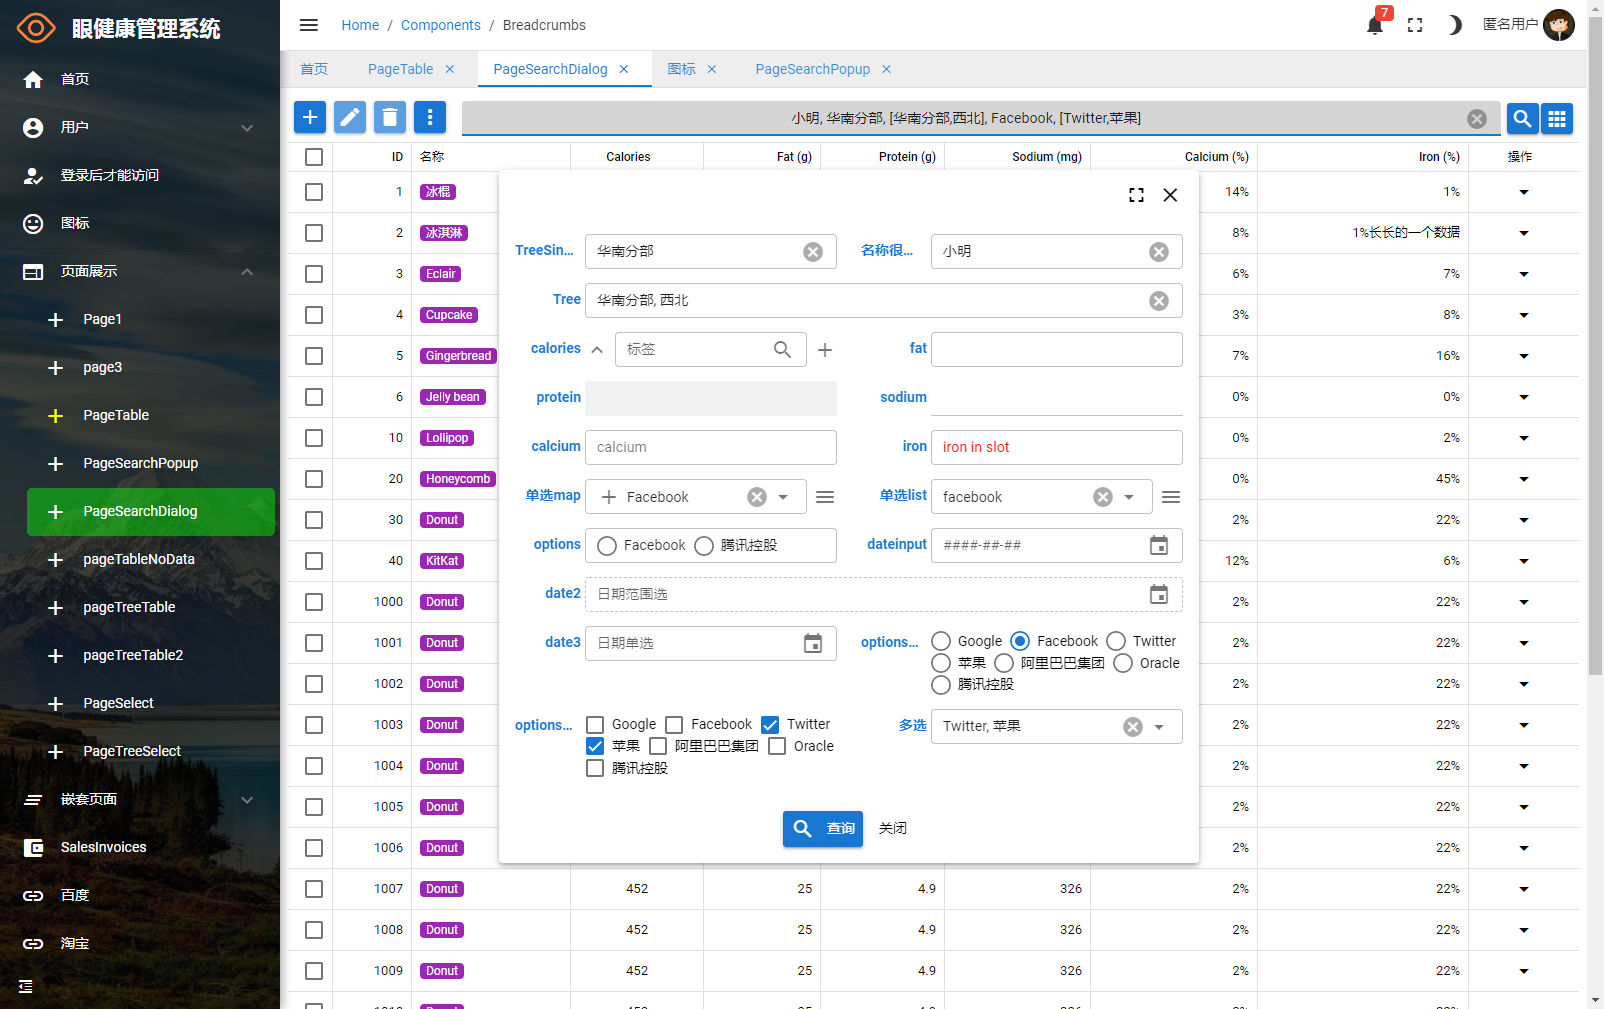 眼健康管理系统
首页
用户
登录后才能访问
图标
页面展示
Page1
page3
PageTable
PageSearchPopup
PageSearchDialog
pageTableNoData
pageTreeTable
pageTreeTable2
PageSelect
PageTreeSelect
嵌套页面
SalesInvoices
百度
淘宝
Home / Components / Breadcrumbs
7
匿名用户
首页 PageTable PageSearchDialog 图标 PageSearchPopup
小明, 华南分部, [华南分部,西北], Facebook, [Twitter,苹果]
ID 名称 Calories Fat (g) Protein (g) Sodium (mg) Calcium (%) Iron (%) 操作
1 冰棍 14% 1%
2 冰淇淋 8% 1%长长的一个数据
3 Eclair 6% 7%
4 Cupcake 3% 8%
5 Gingerbread 7% 16%
6 Jelly bean 0% 0%
10 Lollipop 0% 2%
20 Honeycomb 0% 45%
30 Donut 2% 22%
40 KitKat 12% 6%
1000 Donut 2% 22%
1001 Donut 2% 22%
1002 Donut 2% 22%
1003 Donut 2% 22%
1004 Donut 2% 22%
1005 Donut 2% 22%
1006 Donut 2% 22%
1007 Donut 452 25 4.9 326 2% 22%
1008 Donut 452 25 4.9 326 2% 22%
1009 Donut 452 25 4.9 326 2% 22%
TreeSin... 华南分部 名称很... 小明
Tree 华南分部, 西北
calories 标签 fat
protein sodium
calcium calcium iron iron in slot
单选map Facebook 单选list facebook
options Facebook 腾讯控股 dateinput ####-##-##
date2 日期范围选
date3 日期单选 options... Google Facebook Twitter
苹果 阿里巴巴集团 Oracle
腾讯控股
options... Google Facebook Twitter 多选 Twitter, 苹果
苹果 阿里巴巴集团 Oracle
腾讯控股
查询 关闭